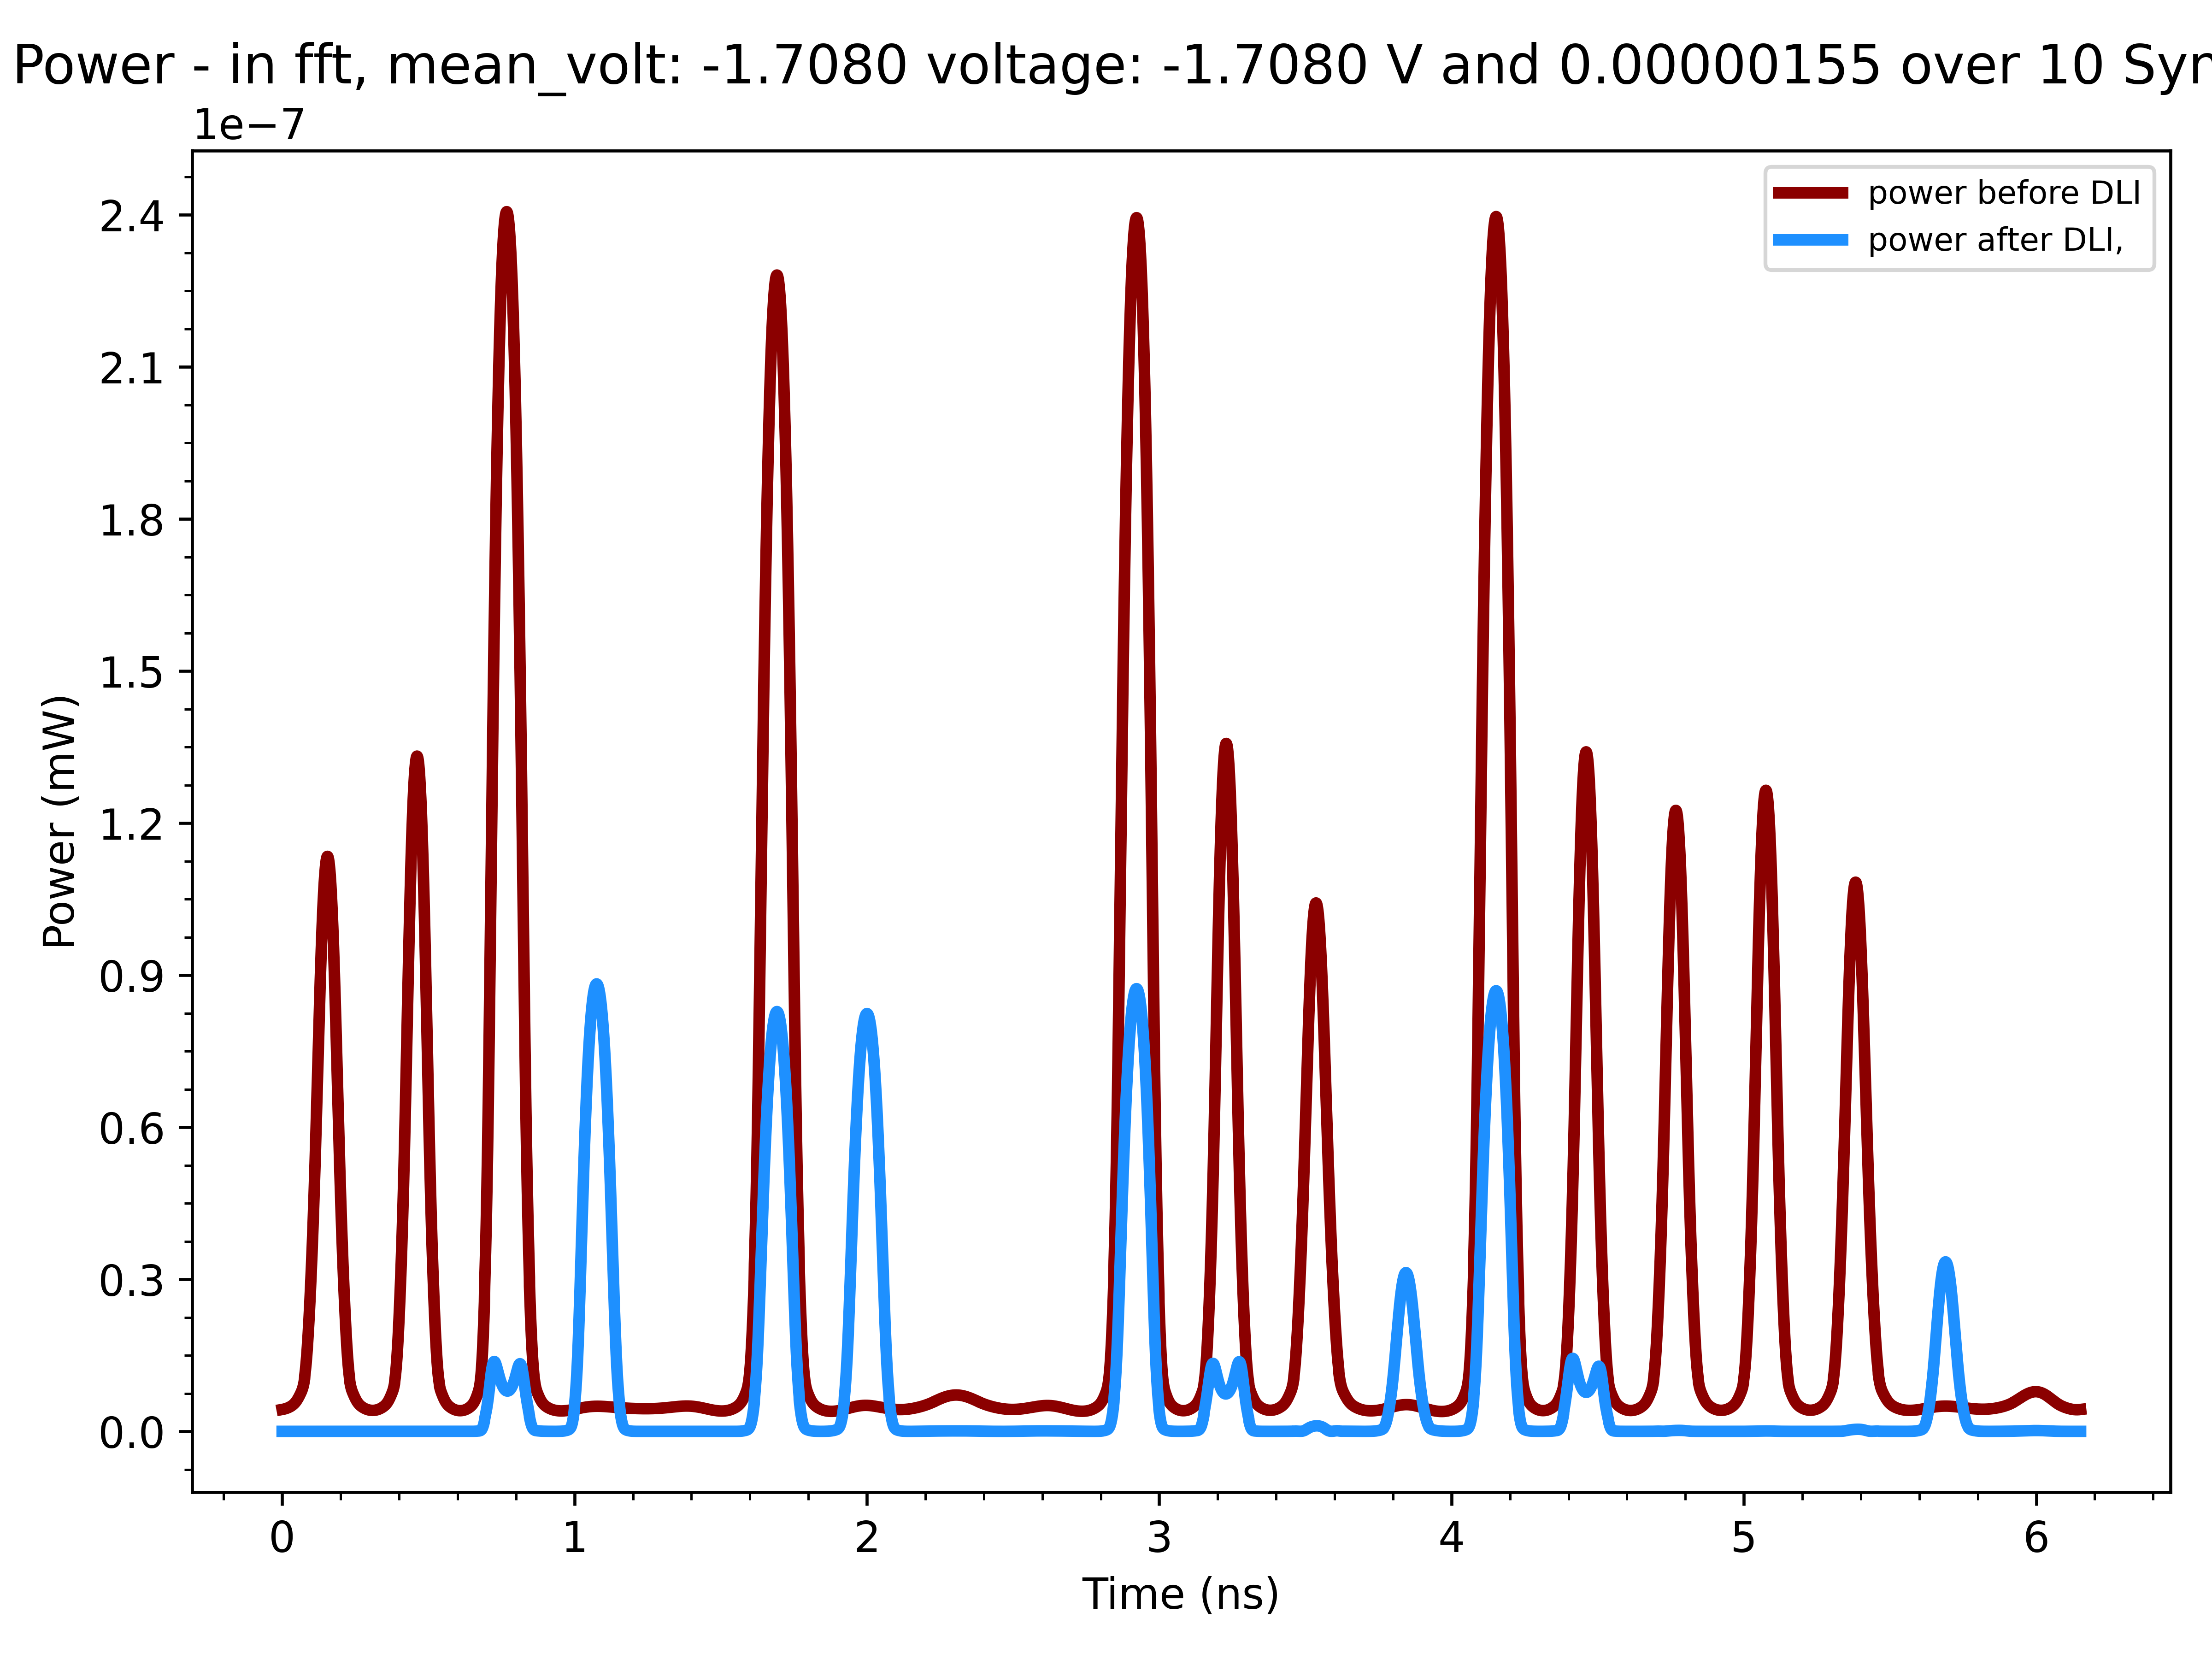 Power - in fft, mean_volt: -1.7080 voltage: -1.7080 V and 0.00000155 over 10 Sym
1e−7
power before DLI
power after DLI,
2.4
2.1
1.8
1.5
1.2
0.9
0.6
0.3
0.0
Power (mW)
0 1 2 3 4 5 6
Time (ns)